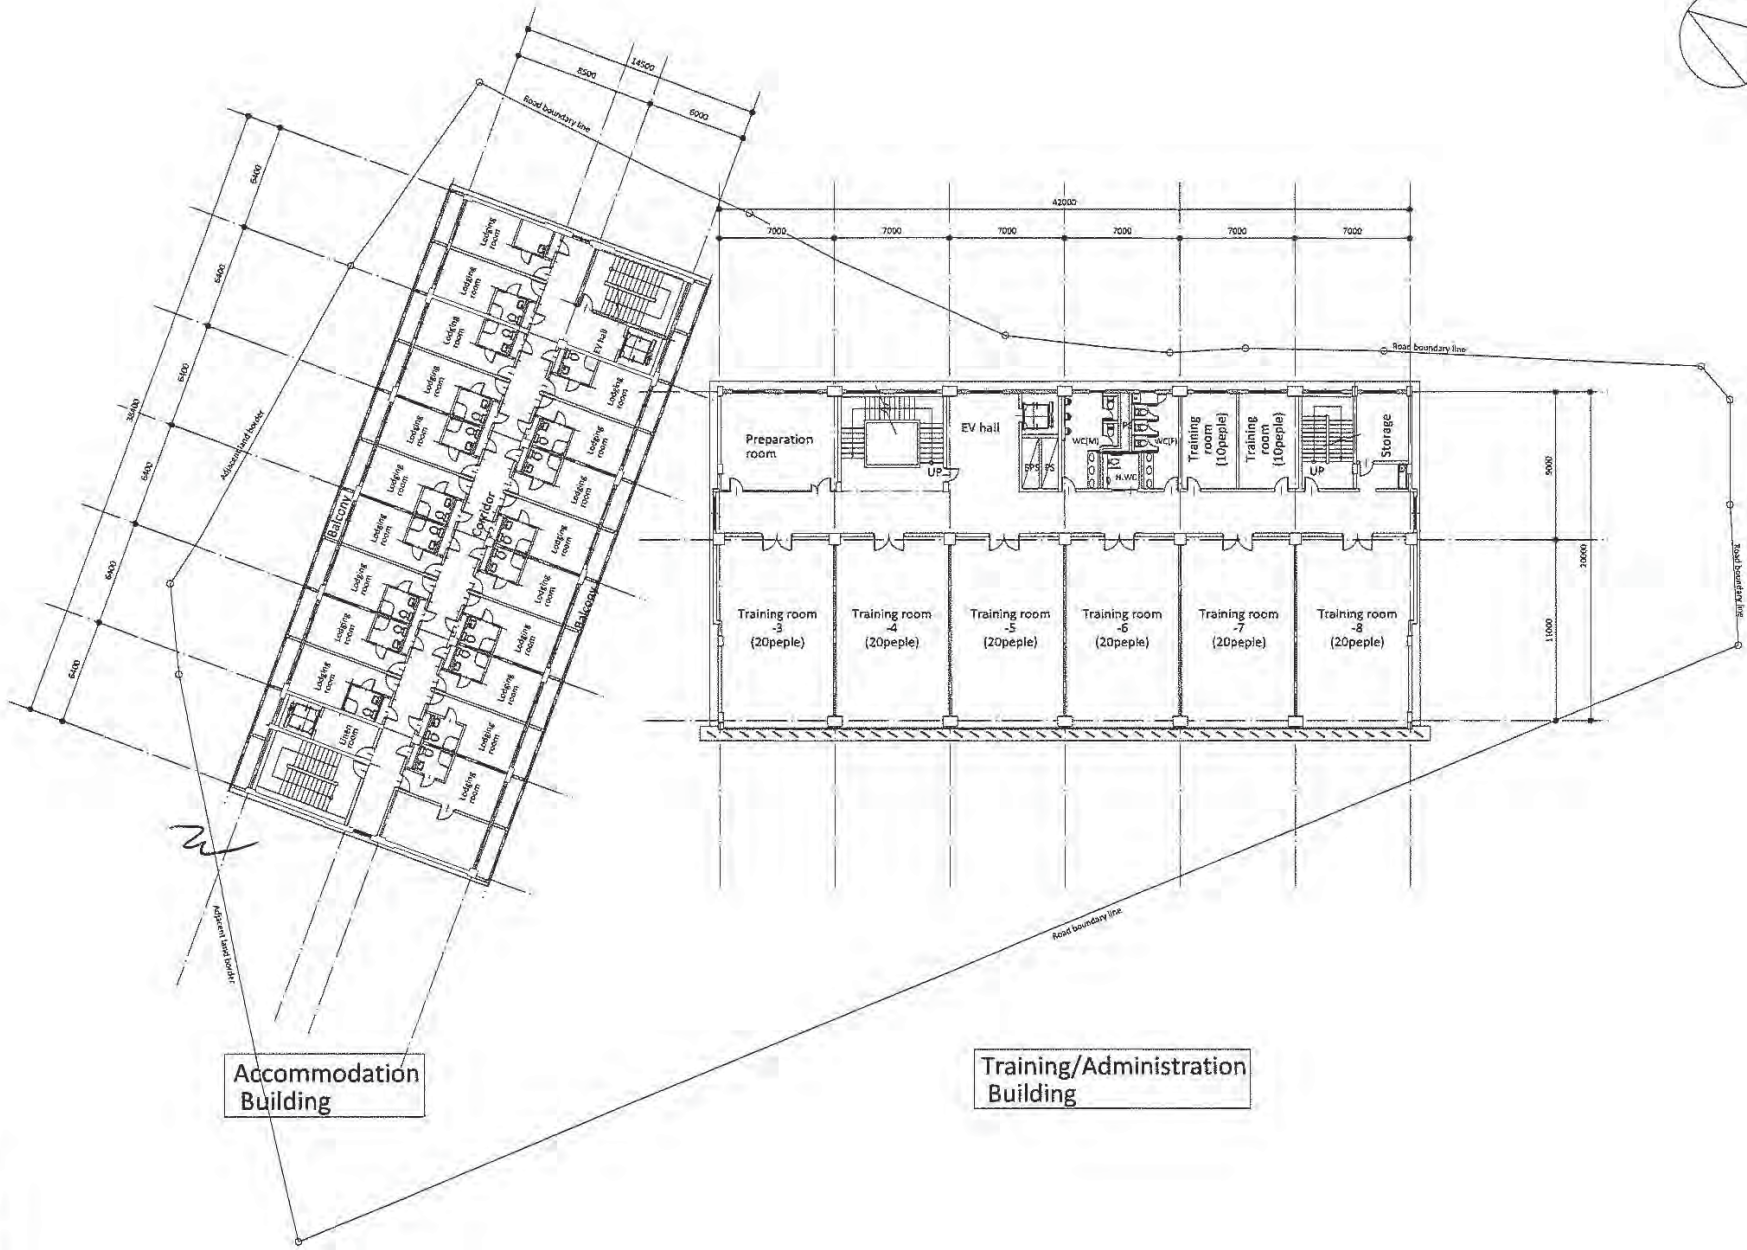 14500
8500
6000
Road boundary line
6400
6400
6400
6400
6400
6400
38400
Adjacent land border
Adjacent land border
Lodging
room
Lodging
room
Lodging
room
Lodging
room
Lodging
room
Lodging
room
Lodging
room
Lodging
room
Lodging
room
Lodging
room
Linen
room
EV hall
Balcony
Corridor
Balcony
Lodging
room
Lodging
room
Lodging
room
Lodging
room
Lodging
room
Lodging
room
Lodging
room
Lodging
room
42000
7000
7000
7000
7000
7000
7000
Road boundary line
Preparation
room
UP
EV hall
EPS
PS
WC(M)
PS
WC(F)
H.WC
Training
room
(10peple)
Training
room
(10peple)
UP
Storage
9000
11000
20000
Road boundary line
Training room
-3
(20peple)
Training room
-4
(20peple)
Training room
-5
(20peple)
Training room
-6
(20peple)
Training room
-7
(20peple)
Training room
-8
(20peple)
Road boundary line
Accommodation
Building
Training/Administration
Building